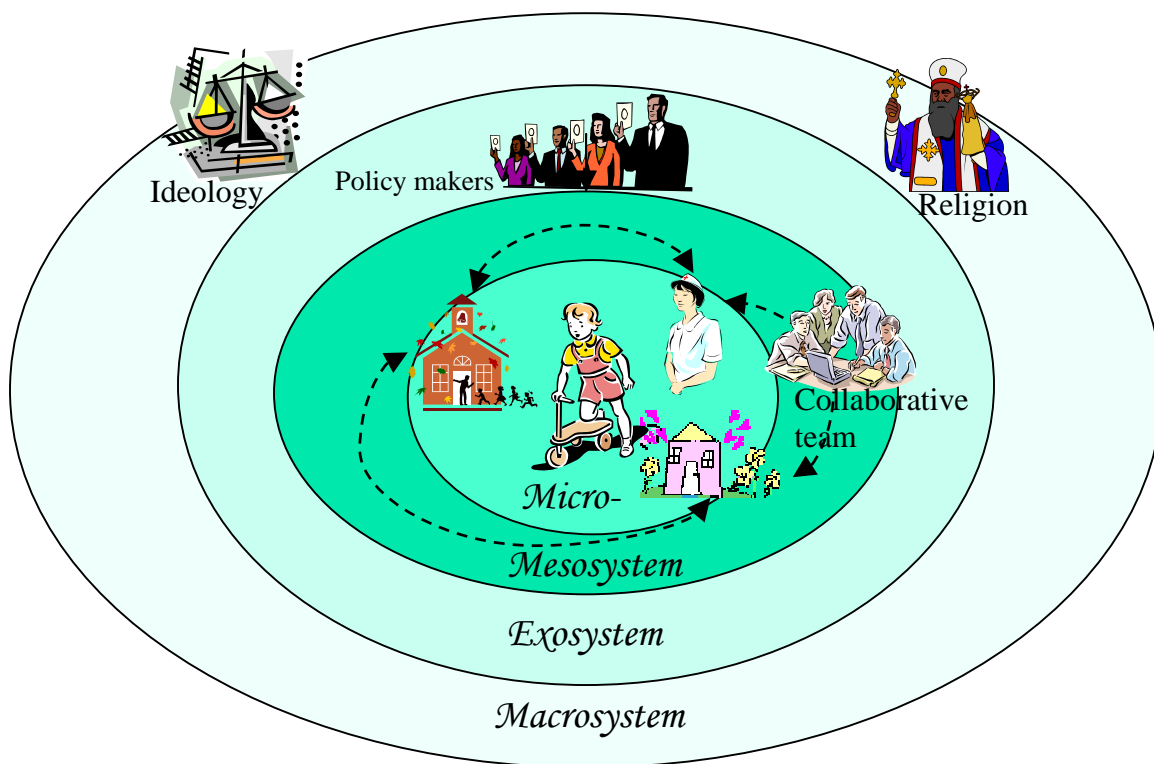 Ideology
Policy makers
Religion
Collaborative
team
Micro-
Mesosystem
Exosystem
Macrosystem